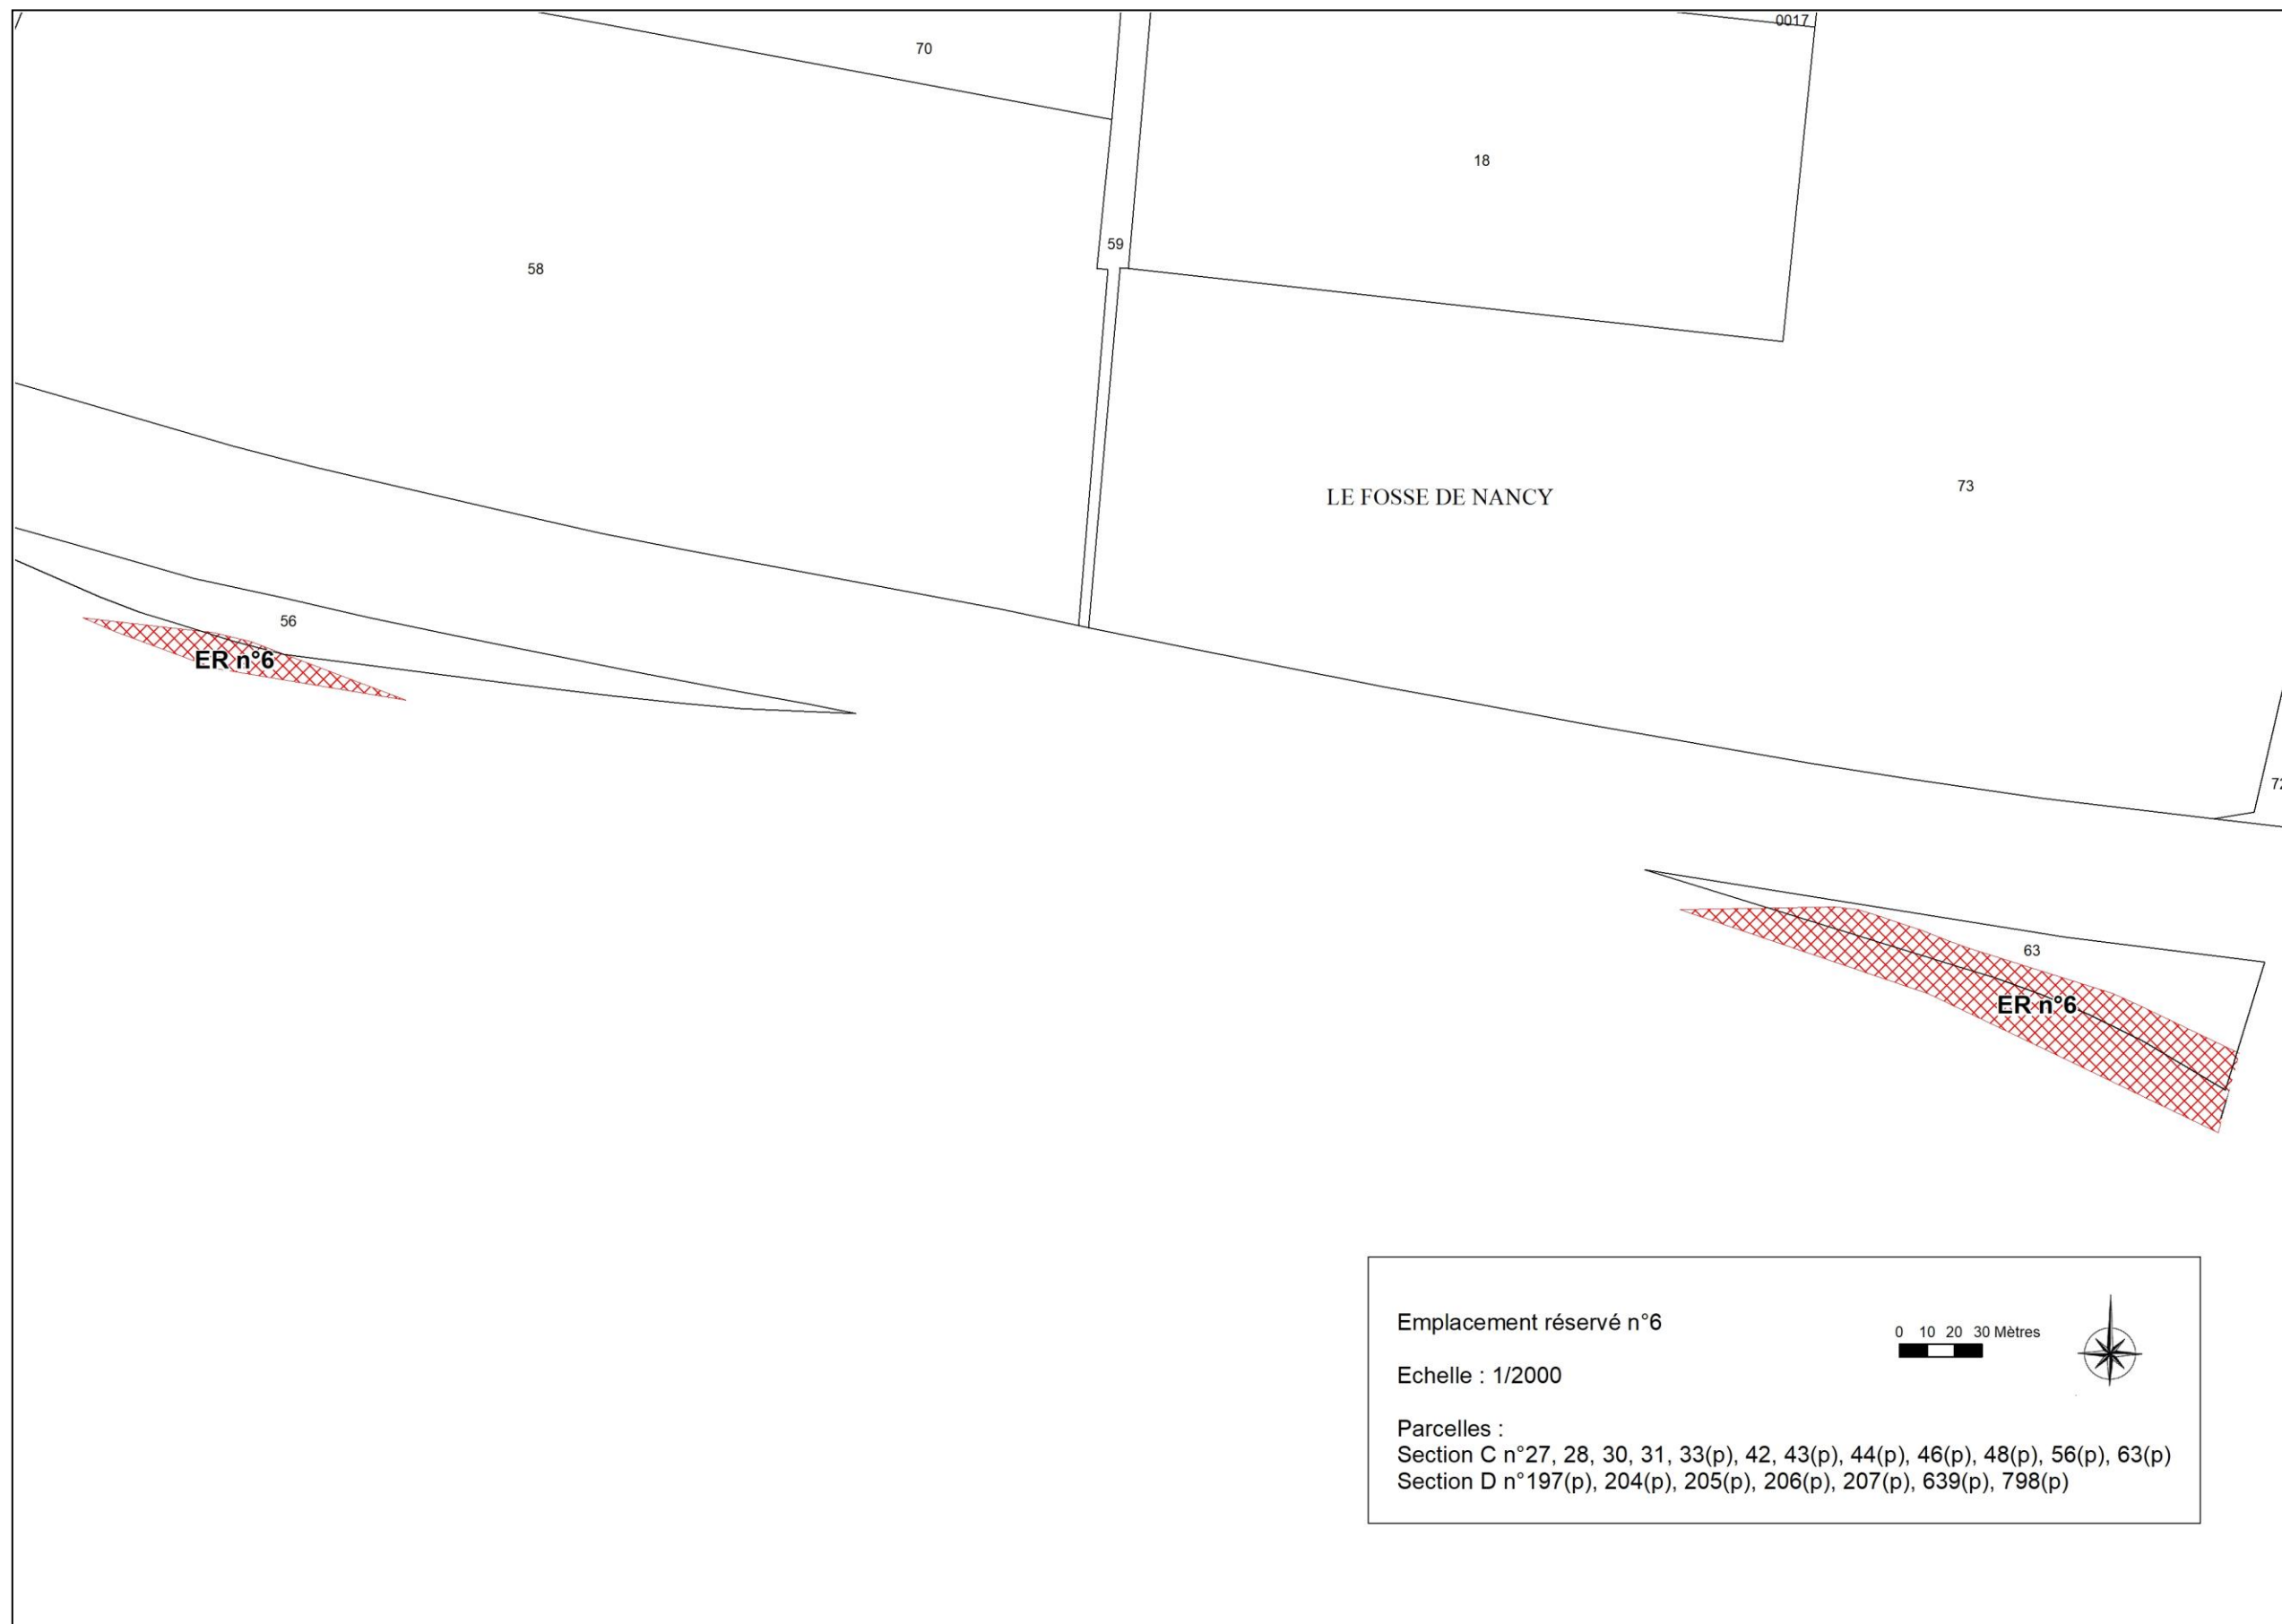 0017
70
18
59
58
73
LE FOSSE DE NANCY
56
ER n°6
72
63
ER n°6
Emplacement réservé n°6
0 10 20 30 Mètres
Echelle : 1/2000
Parcelles :
Section C n°27, 28, 30, 31, 33(p), 42, 43(p), 44(p), 46(p), 48(p), 56(p), 63(p)
Section D n°197(p), 204(p), 205(p), 206(p), 207(p), 639(p), 798(p)